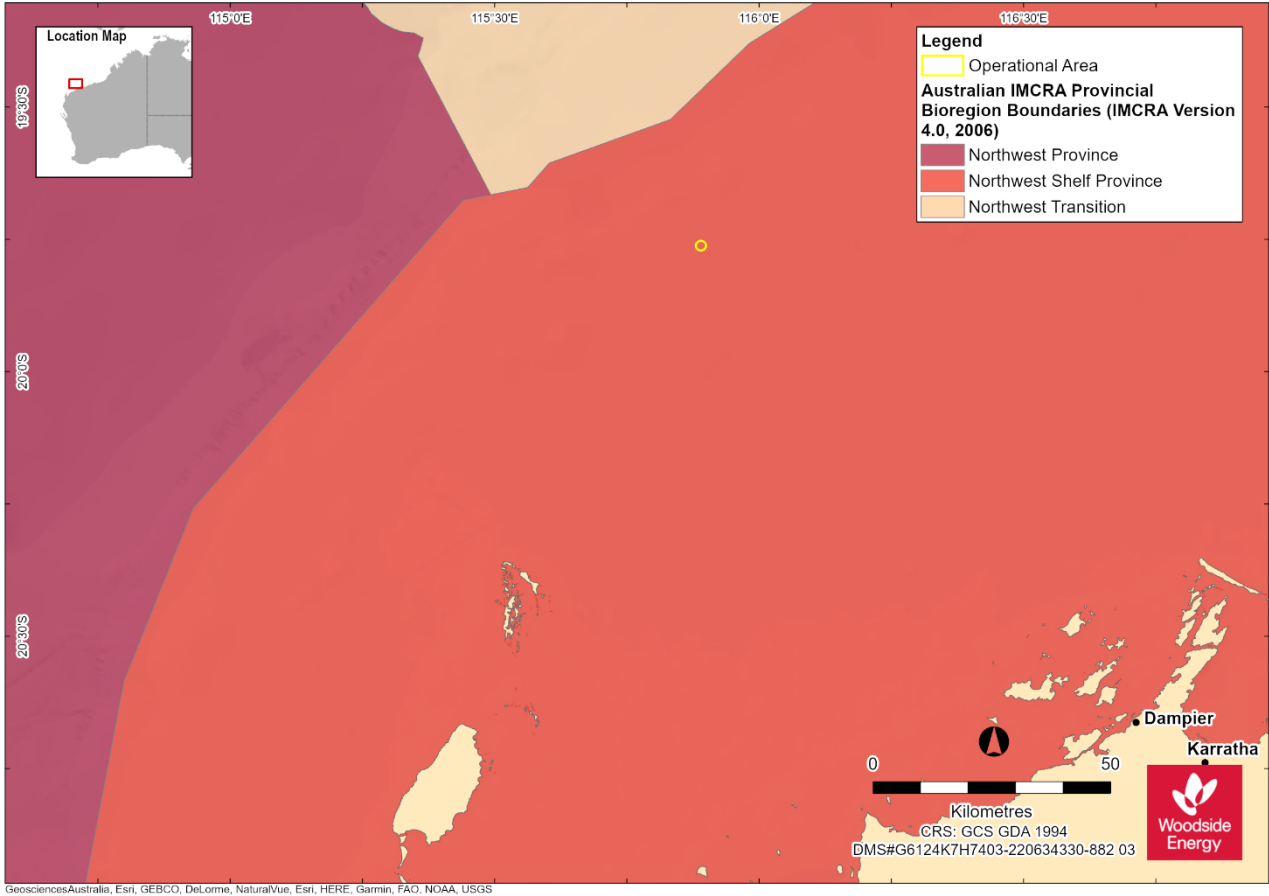 115°0'E
115°30'E
116°0'E
116°30'E
Location Map
Legend
Operational Area
Australian IMCRA Provincial
Bioregion Boundaries (IMCRA Version
4.0, 2006)
Northwest Province
Northwest Shelf Province
Northwest Transition
19°30'S
20°0'S
20°30'S
Dampier
Karratha
0
50
Kilometres
CRS: GCS GDA 1994
DMS#G6124K7H7403-220634330-882 03
Woodside
Energy
GeosciencesAustralia, Esri, GEBCO, DeLorme, NaturalVue, Esri, HERE, Garmin, FAO, NOAA, USGS